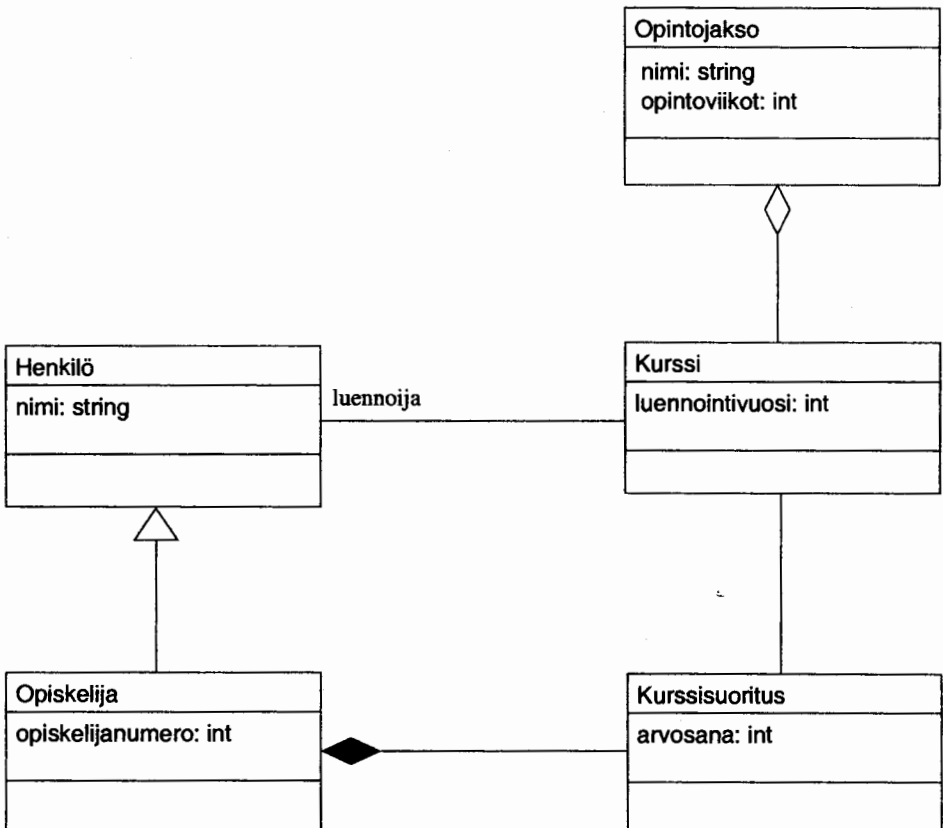 Opintojakso
nimi: string
opintoviikot: int
Henkilö
nimi: string
luennoija
Kurssi
luennointivuosi: int
Opiskelija
opiskelijanumero: int
Kurssisuoritus
arvosana: int